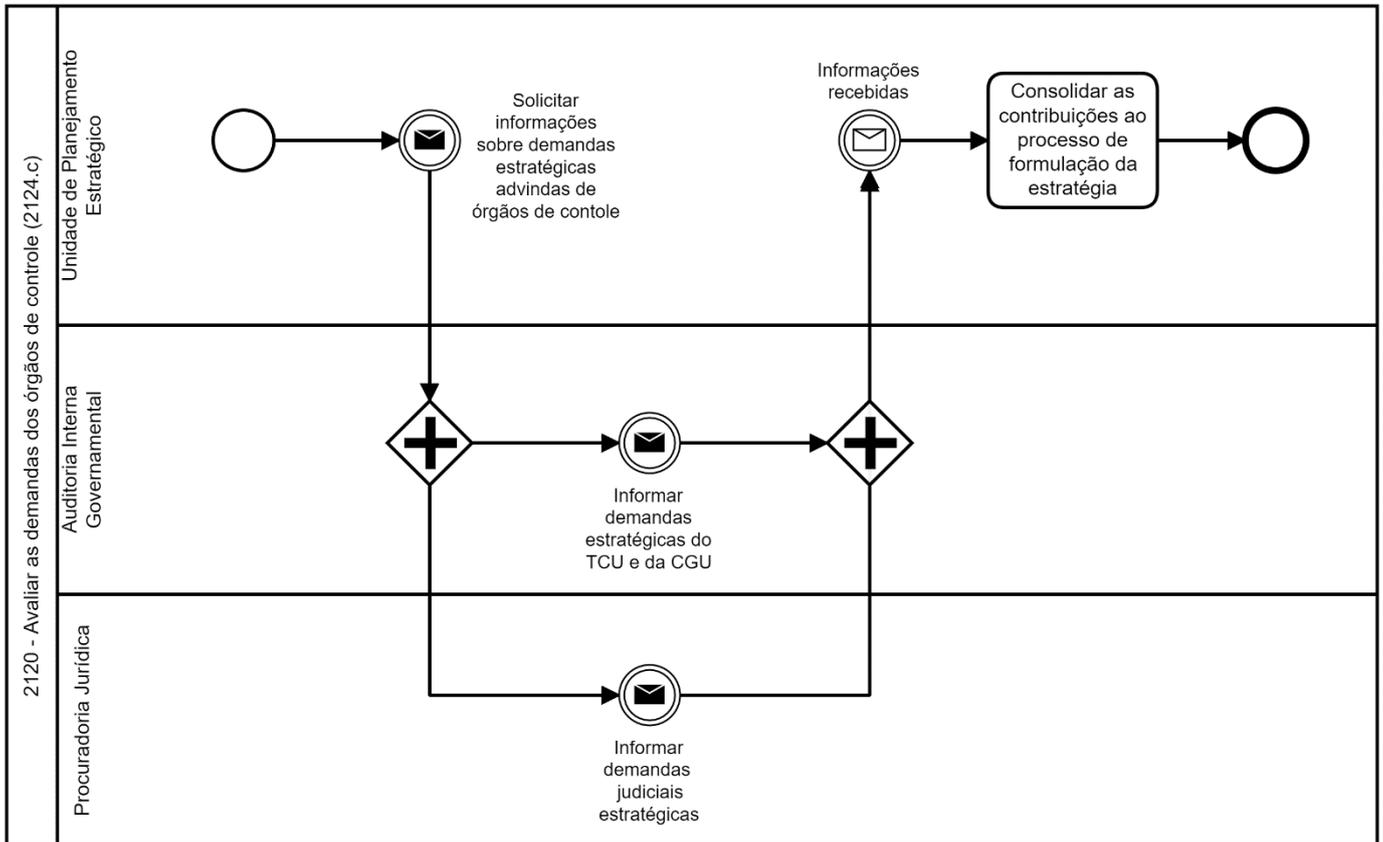 2120 - Avaliar as demandas dos órgãos de controle (2124.c)
Unidade de Planejamento
Estratégico
Solicitar
informações
sobre demandas
estratégicas
advindas de
órgãos de contole
Informações
recebidas
Consolidar as
contribuições ao
processo de
formulação da
estratégia
Auditoria Interna
Governamental
Informar
demandas
estratégicas do
TCU e da CGU
Procuradoria Jurídica
Informar
demandas
judiciais
estratégicas